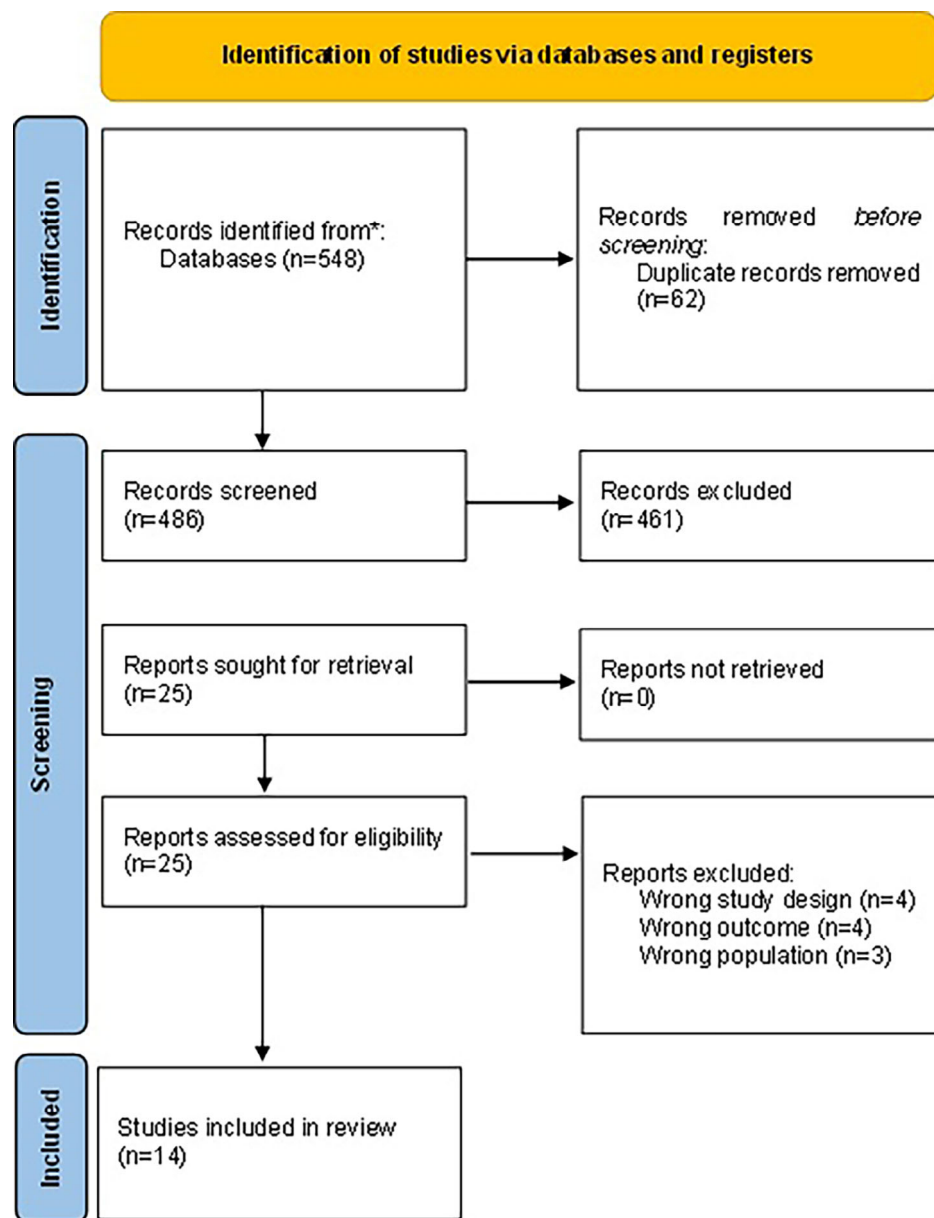 Identification of studies via databases and registers
Identification
Records identified from*:
Databases (n=548)
Records removed before
screening:
Duplicate records removed
(n=62)
Screening
Records screened
(n=486)
Records excluded
(n=461)
Reports sought for retrieval
(n=25)
Reports not retrieved
(n=0)
Reports assessed for eligibility
(n=25)
Reports excluded:
Wrong study design (n=4)
Wrong outcome (n=4)
Wrong population (n=3)
Included
Studies included in review
(n=14)